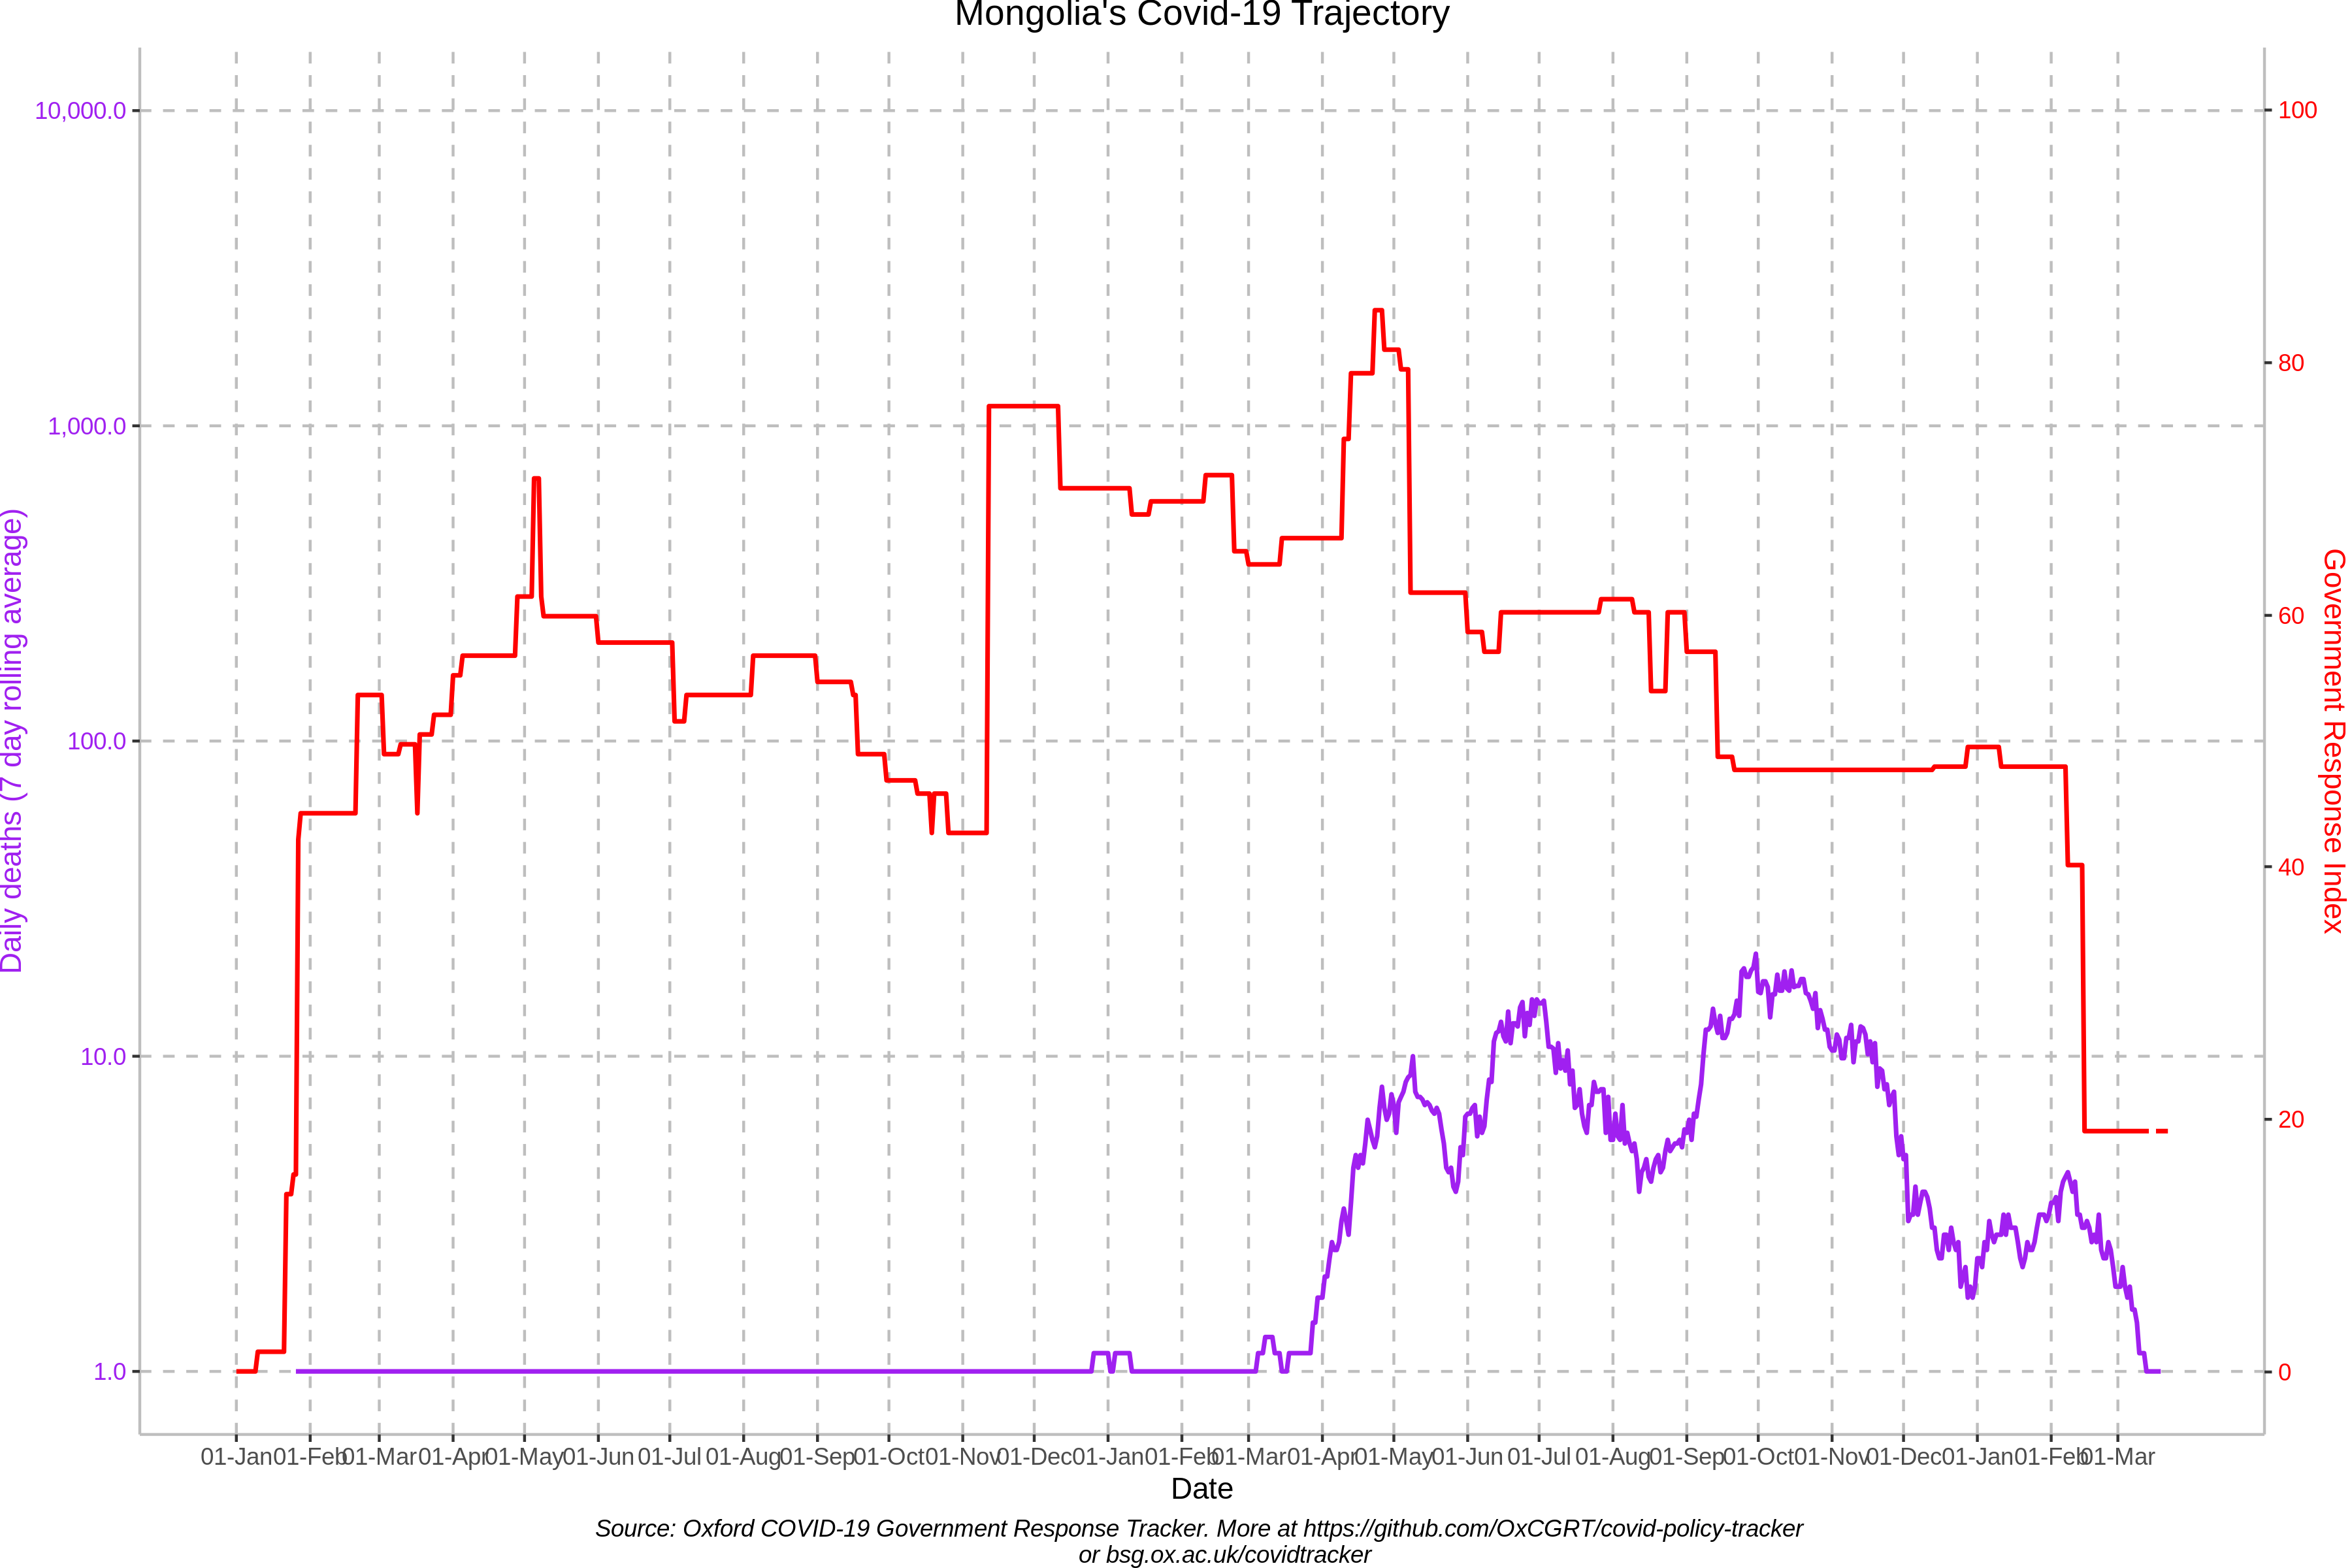 Mongolia's Covid-19 Trajectory
10,000.0
1,000.0
100.0
10.0
1.0
Daily deaths (7 day rolling average)
100
80
60
40
20
0
Government Response Index
01-Jan 01-Feb 01-Mar 01-Apr 01-May 01-Jun 01-Jul 01-Aug 01-Sep 01-Oct 01-Nov 01-Dec 01-Jan 01-Feb 01-Mar 01-Apr 01-May 01-Jun 01-Jul 01-Aug 01-Sep 01-Oct 01-Nov 01-Dec 01-Jan 01-Feb 01-Mar
Date
Source: Oxford COVID-19 Government Response Tracker. More at https://github.com/OxCGRT/covid-policy-tracker
or bsg.ox.ac.uk/covidtracker